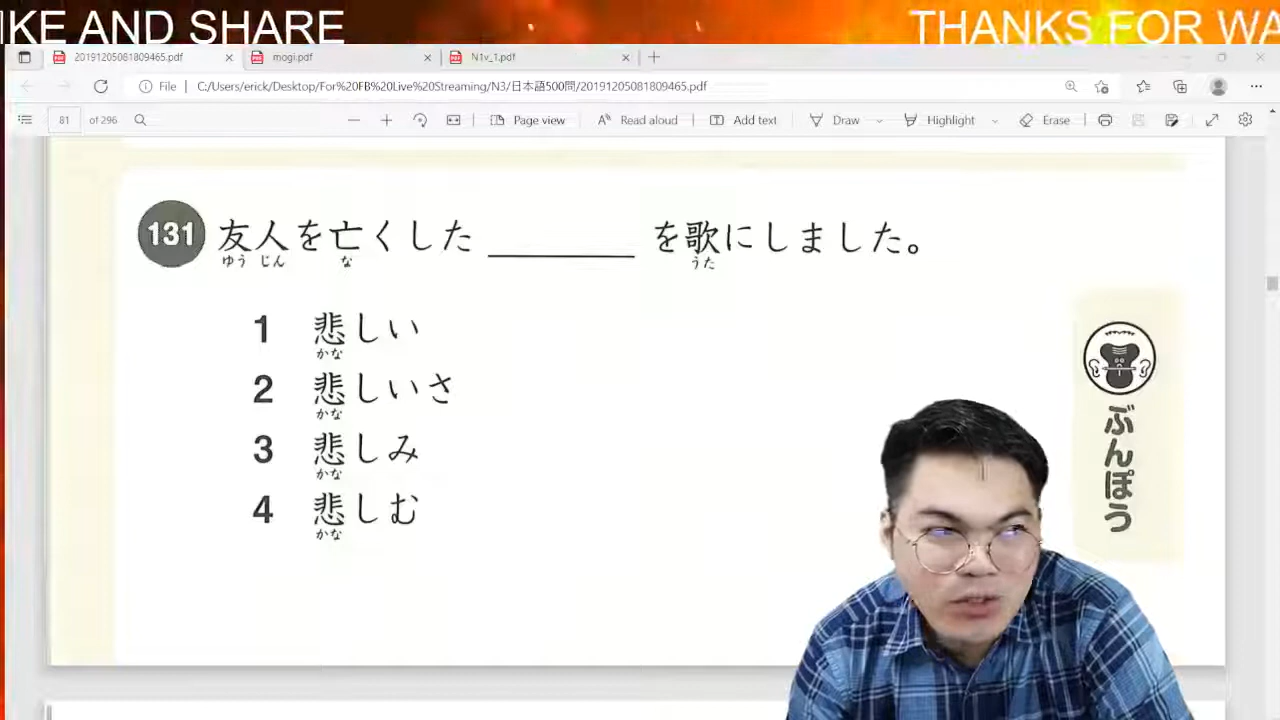 IKE AND SHARE
THANKS FOR WA
20191205081809465.pdf
mogi.pdf
N1v_1.pdf
File
C:/Users/erick/Desktop/For%20FB%20Live%20Streaming/N3/日本語500問/20191205081809465.pdf
81 of 296
Page view
Read aloud
Add text
Draw
Highlight
Erase
131 友人を亡くした ________ を歌にしました。
ゆう じん な うた
1 悲しい
かな
2 悲しいさ
かな
3 悲しみ
かな
4 悲しむ
かな
ぶんぽう